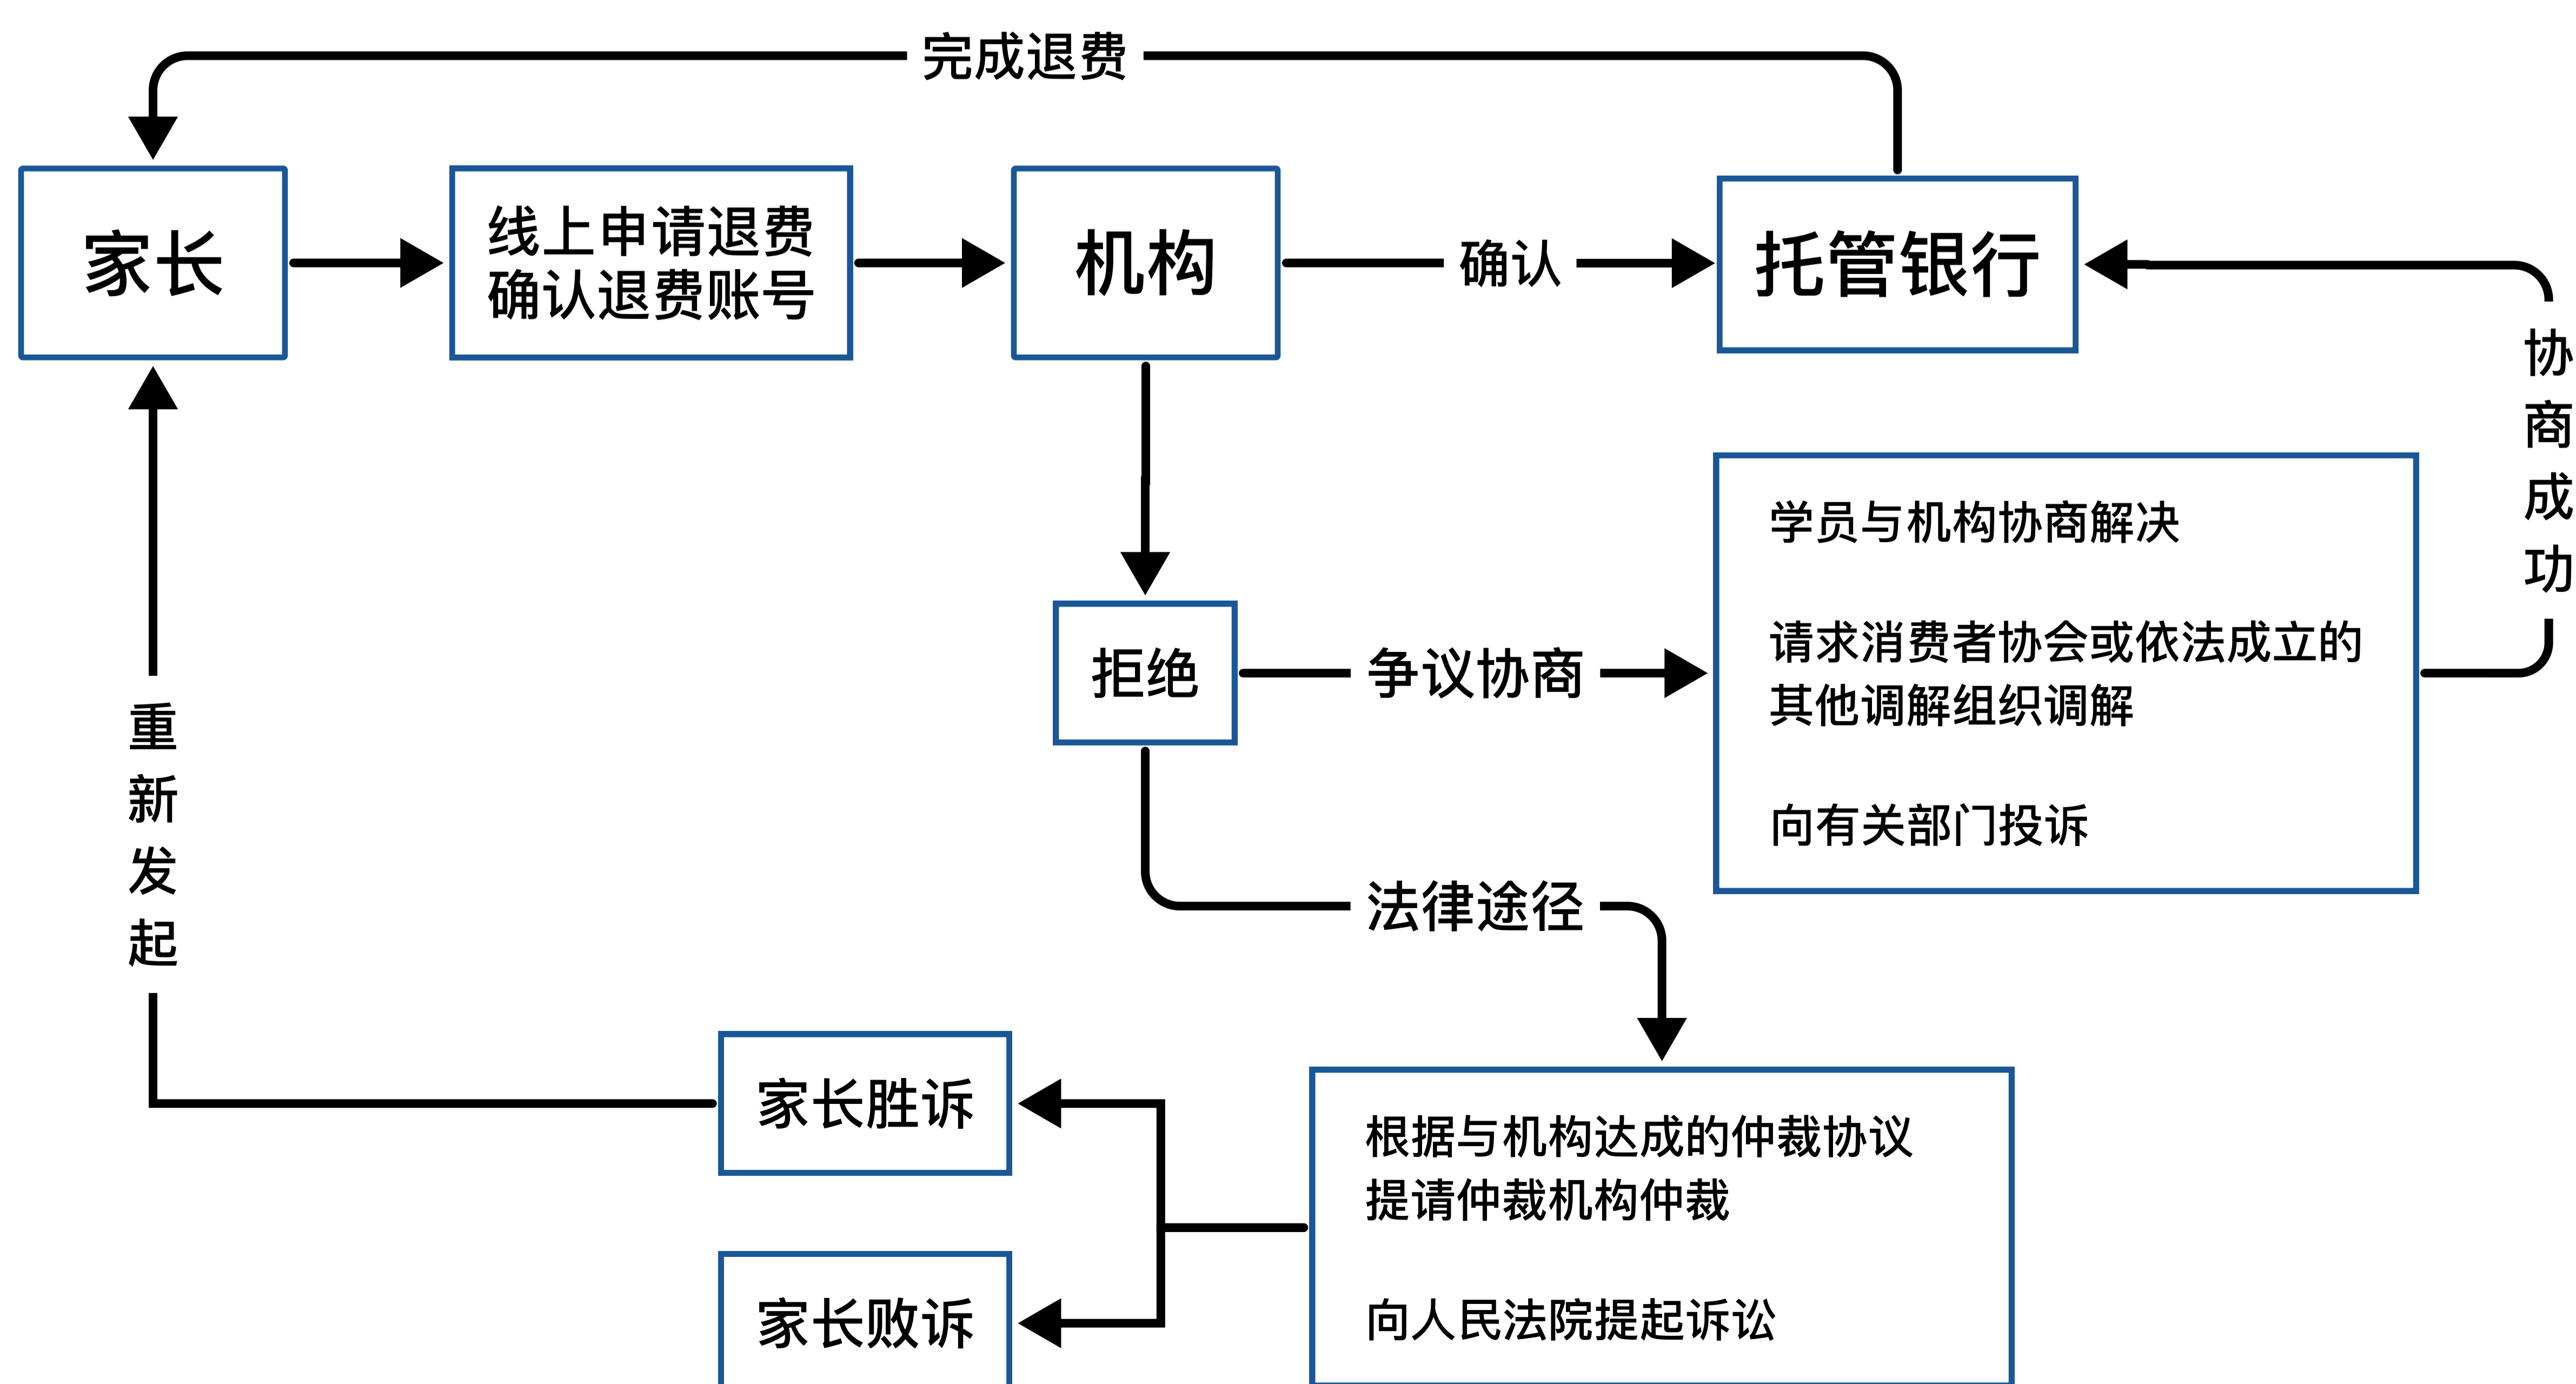 完成退费
家长
线上申请退费
确认退费账号
机构
确认
托管银行
协商成功
学员与机构协商解决
请求消费者协会或依法成立的
其他调解组织调解
向有关部门投诉
拒绝
争议协商
重新发起
法律途径
家长胜诉
根据与机构达成的仲裁协议
提请仲裁机构仲裁
向人民法院提起诉讼
家长败诉